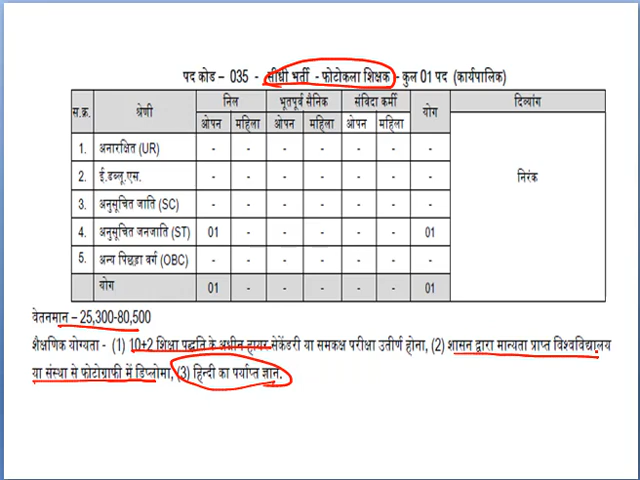 पद कोड – 035 - सीधी भर्ती - फोटोकला शिक्षक - कुल 01 पद (कार्यपालिक)
स.क्र. श्रेणी निल भूतपूर्व सैनिक संविदा कर्मी योग दिव्यांग
ओपन महिला ओपन महिला ओपन महिला
1. अनारक्षित (UR) - - - - - - -
2. ई.डब्लू.एस. - - - - - - - निरंक
3. अनुसूचित जाति (SC) - - - - - - -
4. अनुसूचित जनजाति (ST) 01 - - - - - 01
5. अन्य पिछड़ा वर्ग (OBC) - - - - - - -
योग 01 - - - - - 01
वेतनमान – 25,300-80,500
शैक्षणिक योग्यता - (1) 10+2 शिक्षा पद्धति के अधीन हायर सेकेंडरी या समकक्ष परीक्षा उतीर्ण होना, (2) शासन द्वारा मान्यता प्राप्त विश्वविद्यालय
या संस्था से फोटोग्राफी में डिप्लोमा, (3) हिन्दी का पर्याप्त ज्ञान.